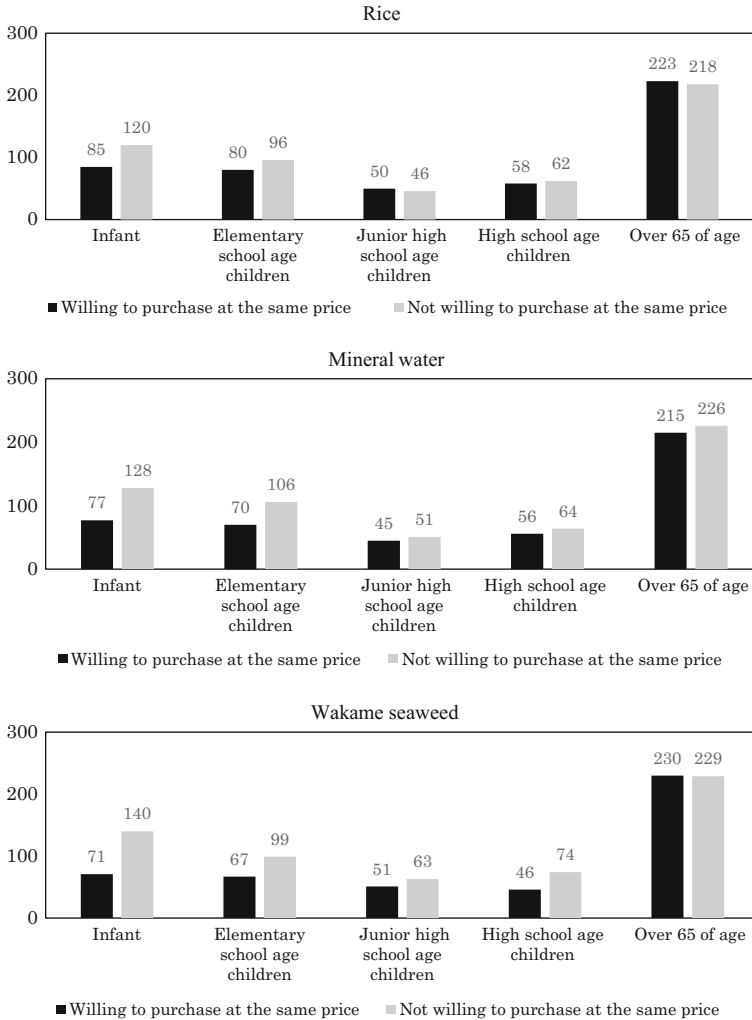 Rice
300
223 218
200
120
85 80 96
100
50 46 58 62
0
Infant Elementary Junior high High school age Over 65 of age
school age school age children
children children
Willing to purchase at the same price Not willing to purchase at the same price
Mineral water
300
215 226
200
128
106
77 70
100
45 51 56 64
0
Infant Elementary Junior high High school age Over 65 of age
school age school age children
children children
Willing to purchase at the same price Not willing to purchase at the same price
Wakame seaweed
300
230 229
200
140
99
71 67 63 74
100
51 46
0
Infant Elementary Junior high High school age Over 65 of age
school age school age children
children children
Willing to purchase at the same price Not willing to purchase at the same price